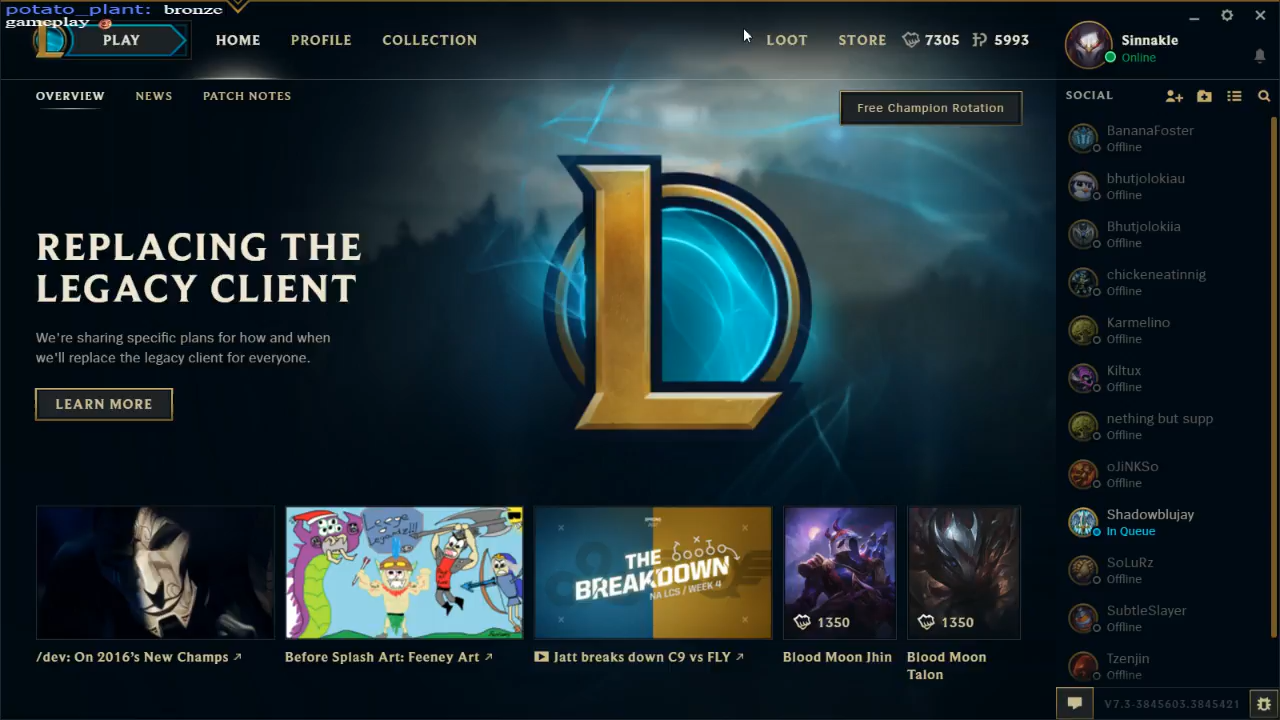 potato_plant: bronze
gameplay
PLAY
HOME
PROFILE
COLLECTION
LOOT
STORE
7305
5993
Sinnakle
Online
OVERVIEW
NEWS
PATCH NOTES
Free Champion Rotation
SOCIAL
BananaFoster
Offline
bhutjolokiau
Offline
Bhutjolokiia
Offline
chickeneatinnig
Offline
Karmelino
Offline
Kiltux
Offline
nething but supp
Offline
oJiNKSo
Offline
Shadowblujay
In Queue
SoLuRz
Offline
SubtleSlayer
Offline
Tzenjin
Offline
REPLACING THE
LEGACY CLIENT
We're sharing specific plans for how and when
we'll replace the legacy client for everyone.
LEARN MORE
THE
BREAKDOWN
NA LCS / WEEK 4
1350
1350
/dev: On 2016's New Champs
Before Splash Art: Feeney Art
Jatt breaks down C9 vs FLY
Blood Moon Jhin
Blood Moon
Talon
V7.3-3845603.3845421